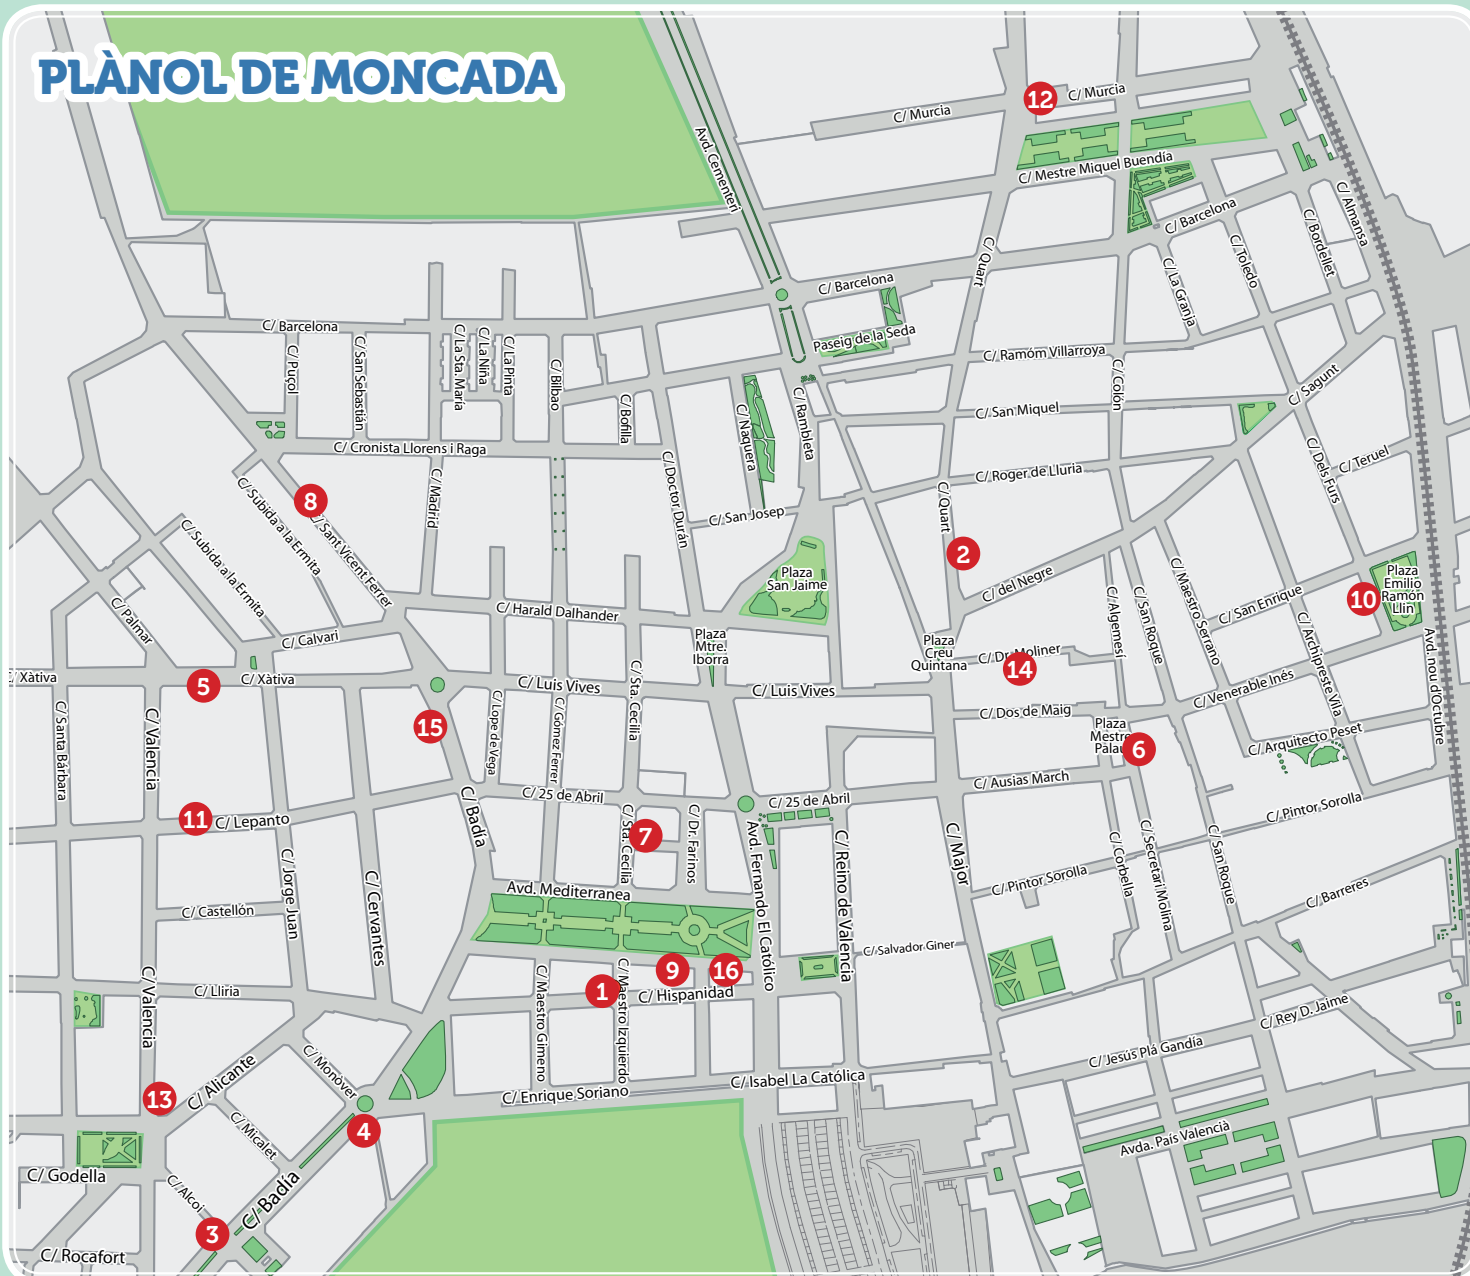 PLÀNOL DE MONCADA
12
C/ Murcia
C/ Murcia
Avd. Cementeri
C/ Mestre Miquel Buendía
C/ Almansa
C/ Barcelona
C/ Bordellet
C/ Toledo
C/ Quart
C/ La Granja
C/ Barcelona
C/ Barcelona
Paseig de la Seda
C/ Puçol
C/ San Sebastián
C/ La Sta. María
C/ La Niña
C/ La Pinta
C/ Bilbao
C/ Ramóm Villarroya
C/ Colón
C/ Sagunt
C/ Bofilla
C/ Naquera
C/ Rambleta
C/ San Miquel
C/ Cronista Llorens i Raga
C/ Dels Furs
C/ Teruel
C/ Roger de Lluria
C/ Doctor Durán
C/ Madrid
C/ Quart
8
C/ Subida a la Ermita
C/ Sant Vicent Ferrer
C/ San Josep
C/ Subida a la Ermita
2
Plaza
San Jaime
C/ del Negre
C/ Maestro Serrano
Plaza
Emilio
Ramon
Llin
10
C/ San Enrique
C/ Palmar
C/ Harald Dalhander
C/ Algemesí
C/ San Roque
C/ Archipreste Vila
C/ Calvari
Plaza
Mtre.
Iborra
Plaza
Creu
Quintana
C/ Dr. Moliner
14
Avd. nou d'Octubre
C/ Xàtiva
5
C/ Xàtiva
C/ Luis Vives
C/ Sta. Cecilia
C/ Luis Vives
C/ Venerable Inés
C/ Santa Bárbara
C/ Valencia
15
C/ Lope de Vega
C/ Gómez Ferrer
C/ Dos de Maig
Plaza
Mestre
Palau
6
C/ Arquitecto Peset
C/ Ausias March
C/ 25 de Abril
C/ 25 de Abril
C/ Pintor Sorolla
11
C/ Lepanto
C/ Badía
C/ Sta. Cecilia
7
C/ Dr. Farinos
Avd. Fernando El Católico
C/ Reino de Valencia
C/ Major
C/ Corbella
C/ Secretari Molina
C/ San Roque
C/ Jorge Juan
C/ Cervantes
Avd. Mediterranea
C/ Pintor Sorolla
C/ Barreres
C/ Castellón
C/ Salvador Giner
C/ Valencia
C/ Lliria
C/ Maestro Gimeno
1
C/ Maestro Izquierdo
9
16
C/ Hispanidad
C/ Rey D. Jaime
C/ Jesús Plá Gandía
C/ Monòver
C/ Alicante
C/ Isabel La Católica
C/ Enrique Soriano
13
4
C/ Micalet
Avda. País Valencià
C/ Godella
C/ Alcoi
C/ Badía
3
C/ Rocafort